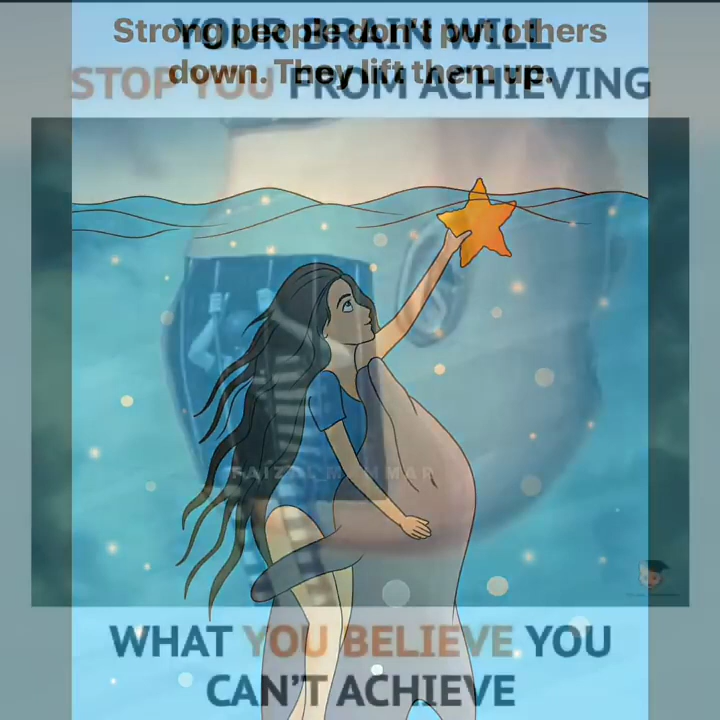 Strong people don't put others
down. They lift them up.
YOUR BRAIN WILL
STOP YOU FROM ACHIEVING
WHAT YOU BELIEVE YOU
CAN'T ACHIEVE